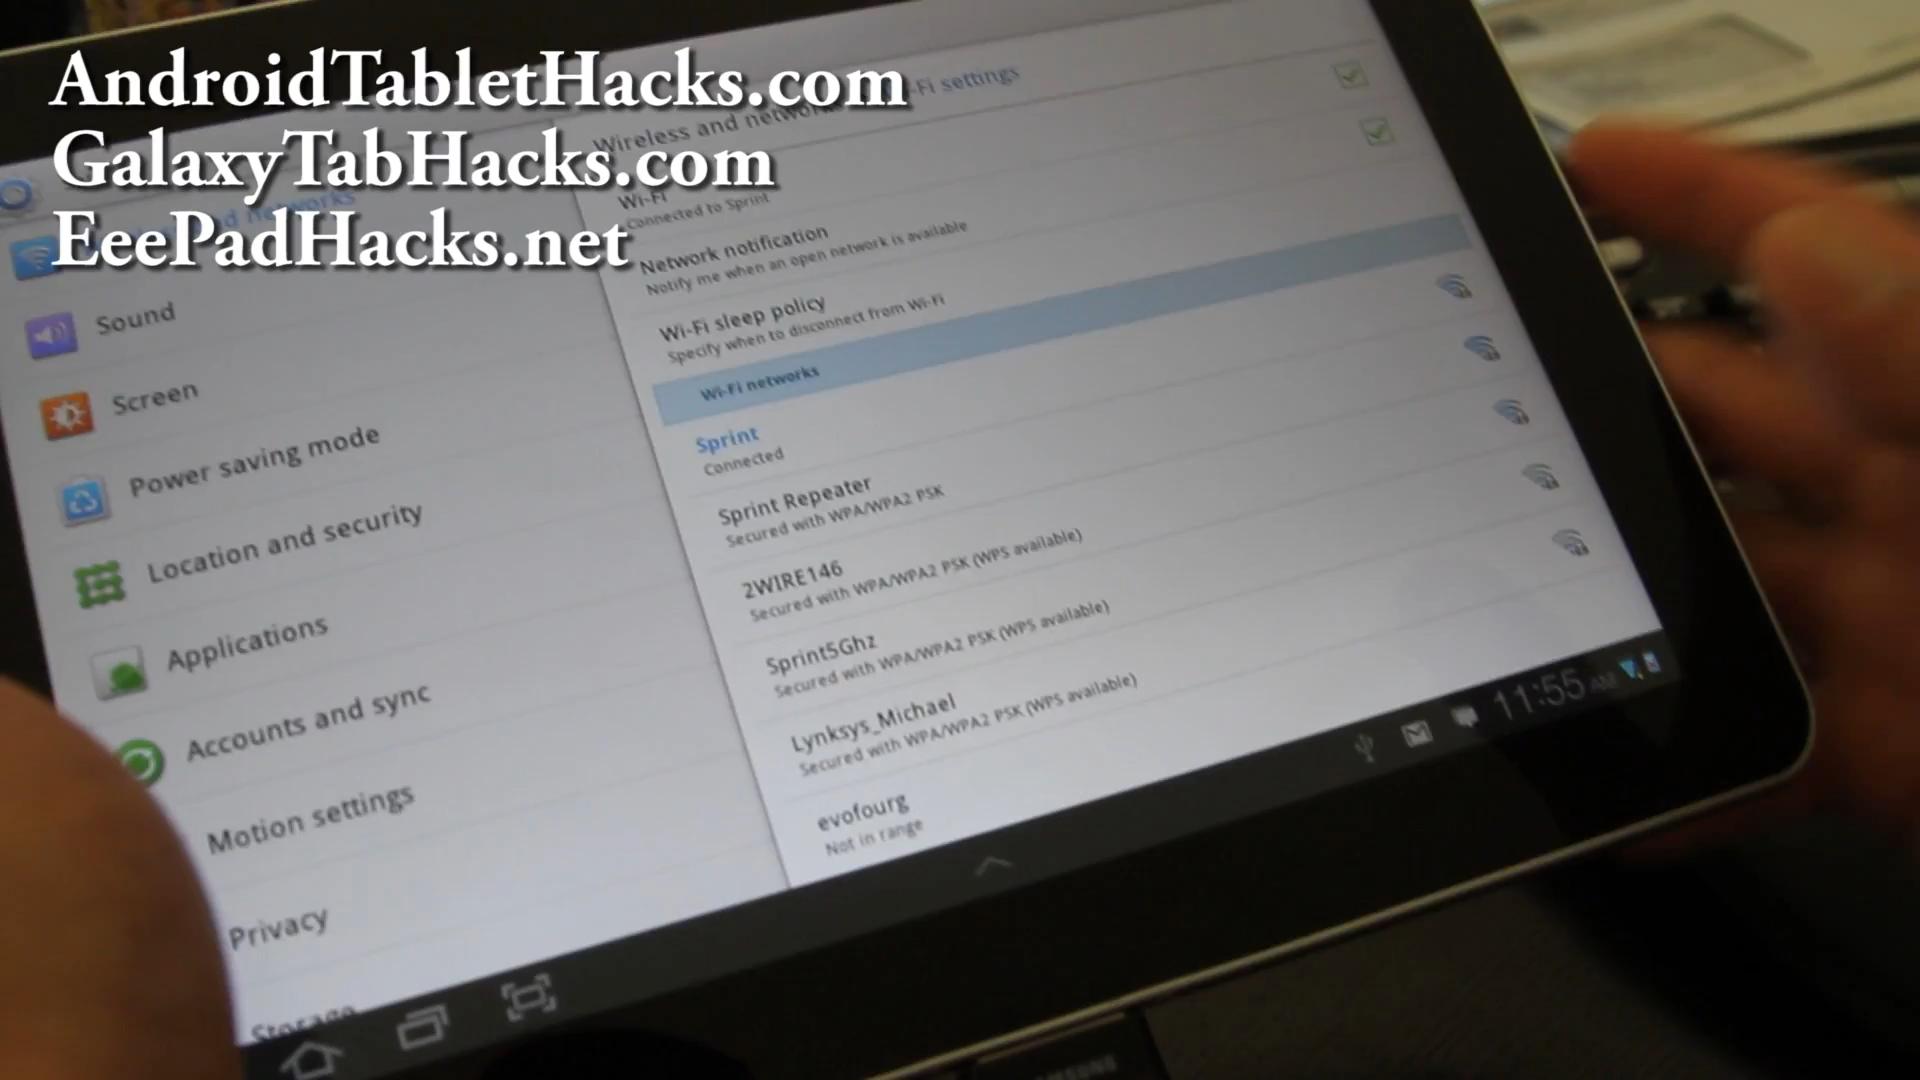 AndroidTabletHacks.com
GalaxyTabHacks.com
EeePadHacks.net
Wireless and network
-Fi settings
networks
Sound
Screen
Power saving mode
Location and security
Applications
Accounts and sync
Motion settings
Privacy
Storage
Wi-Fi
Connected to Sprint
Network notification
Notify me when an open network is available
Wi-Fi sleep policy
Specify when to disconnect from Wi-Fi
Wi-Fi networks
Sprint
Connected
Sprint Repeater
Secured with WPA/WPA2 PSK
2WIRE146
Secured with WPA/WPA2 PSK (WPS available)
Sprint5Ghz
Secured with WPA/WPA2 PSK (WPS available)
Lynksys_Michael
Secured with WPA/WPA2 PSK (WPS available)
evofourg
Not in range
11:55 AM
SAMSUNG